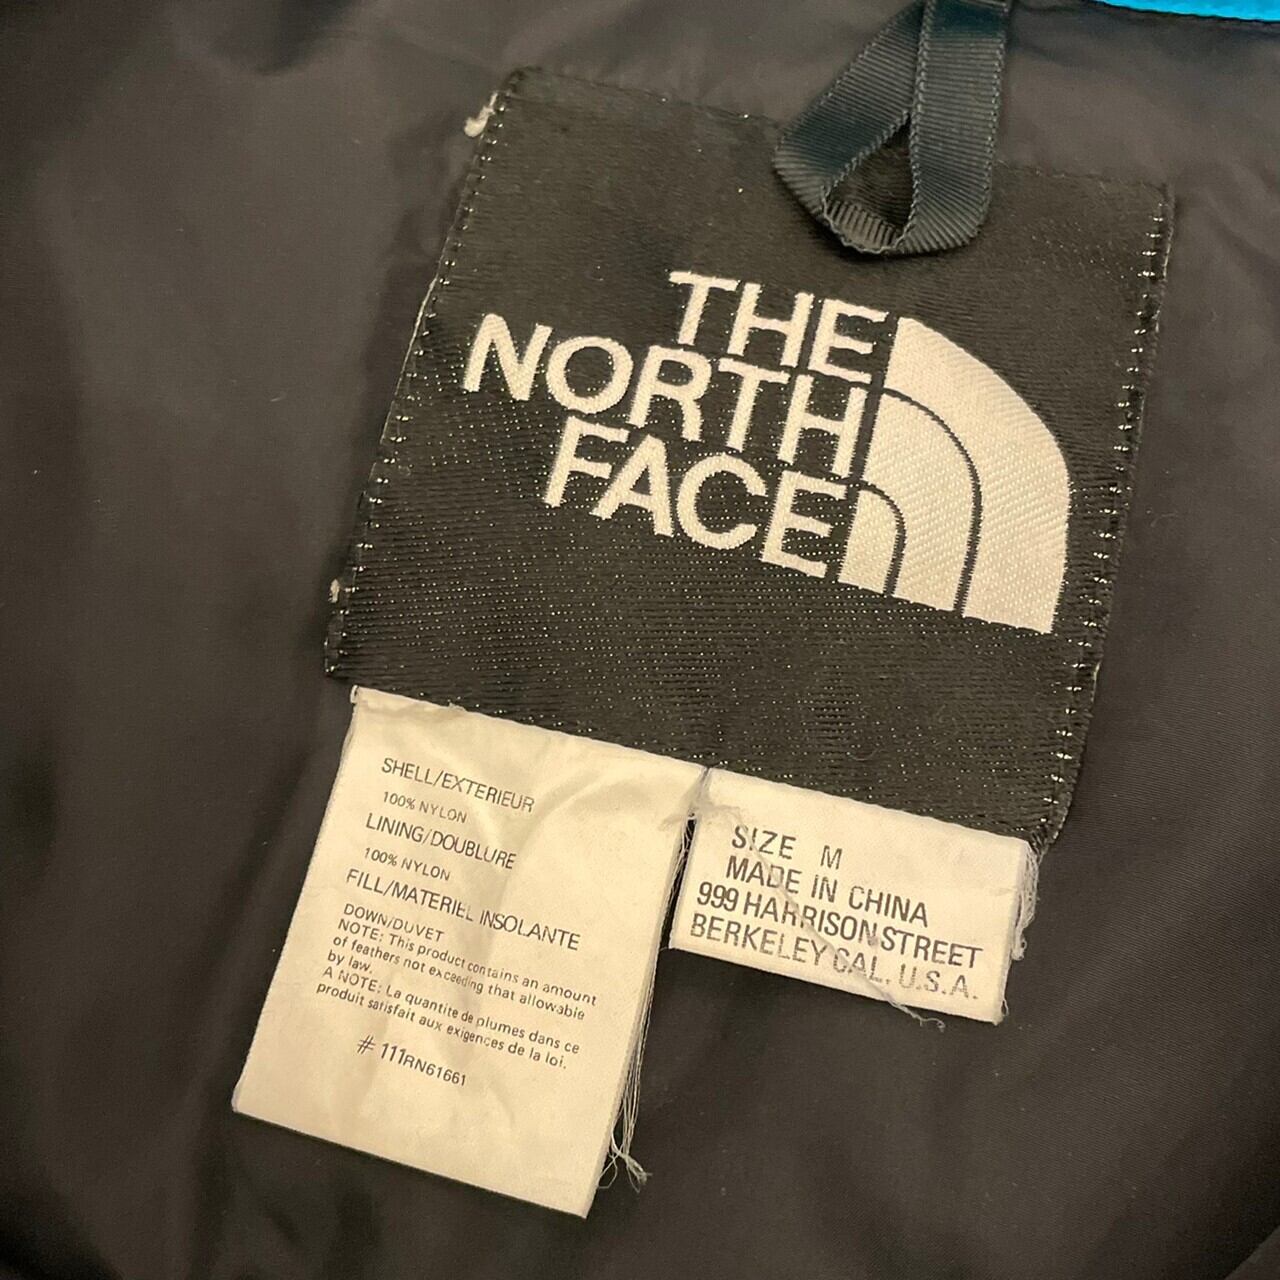 THE
NORTH
FACE
SHELL/EXTERIEUR
100% NYLON
LINING/DOUBLURE
100% NYLON
FILL/MATERIEL INSOLANTE
DOWN/DUVET
NOTE: This product contains an amount
of feathers not exceeding that allowable
by law.
A NOTE: La quantite de plumes dans ce
produit satisfait aux exigences de la loi.
# 111RN61661
SIZE M
MADE IN CHINA
999 HARRISON STREET
BERKELEY CAL. U.S.A.